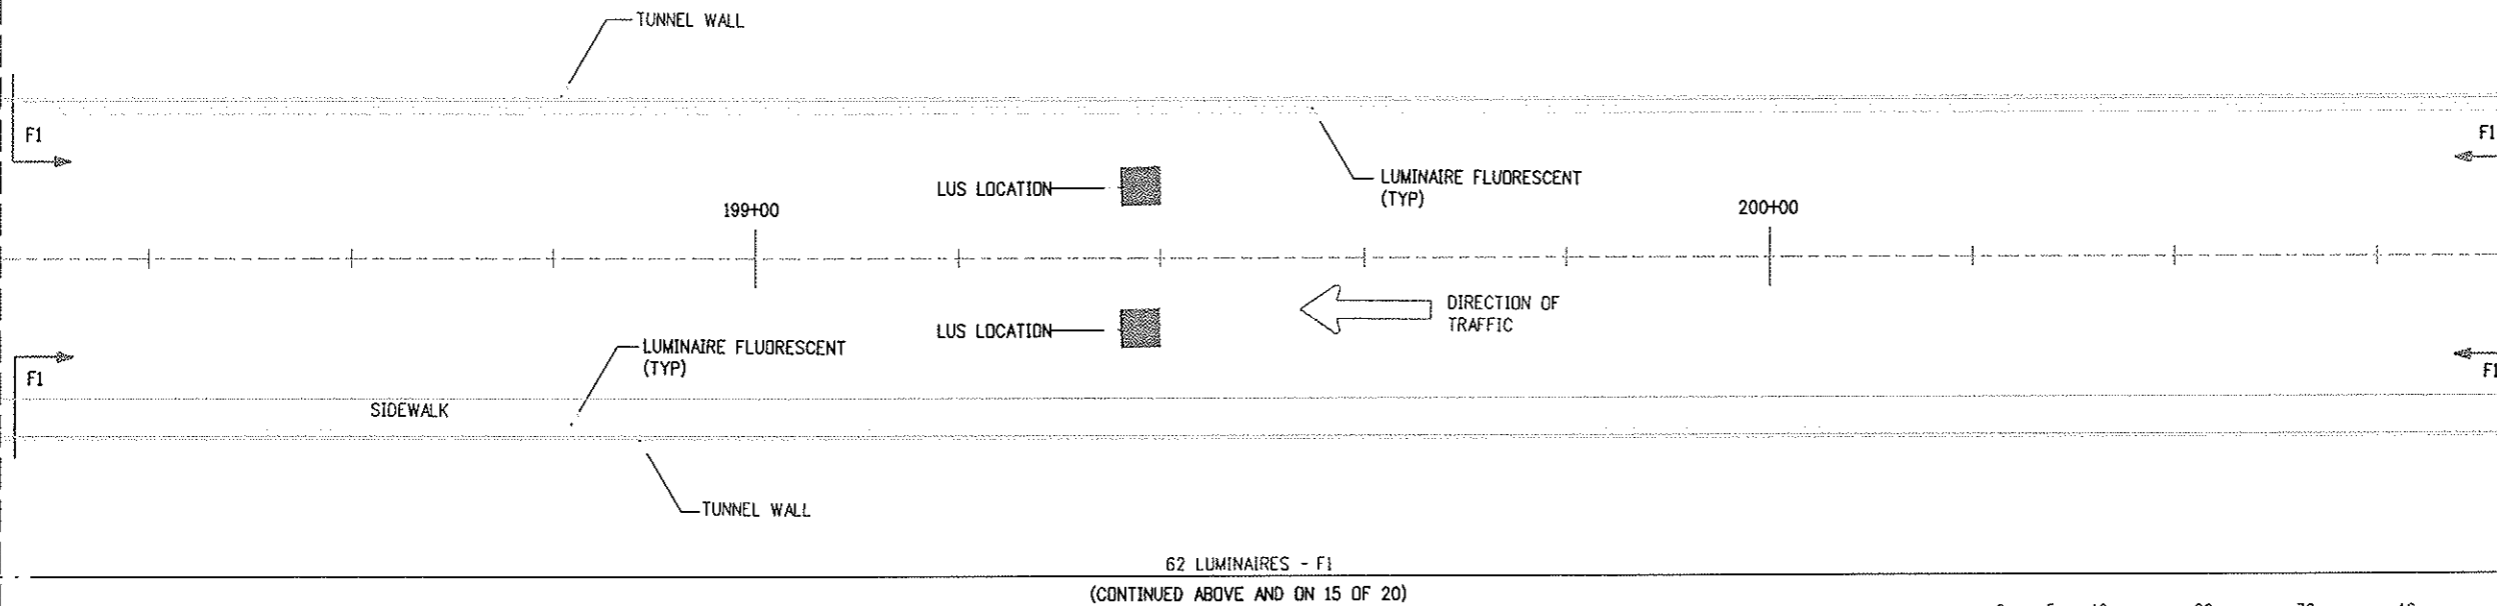 TUNNEL WALL
F1
F1
LUS LOCATION
LUMINAIRE FLUORESCENT
(TYP)
199+00
200+00
DIRECTION OF
TRAFFIC
LUS LOCATION
LUMINAIRE FLUORESCENT
(TYP)
F1
F1
SIDEWALK
TUNNEL WALL
62 LUMINAIRES - F1
(CONTINUED ABOVE AND ON 15 OF 20)